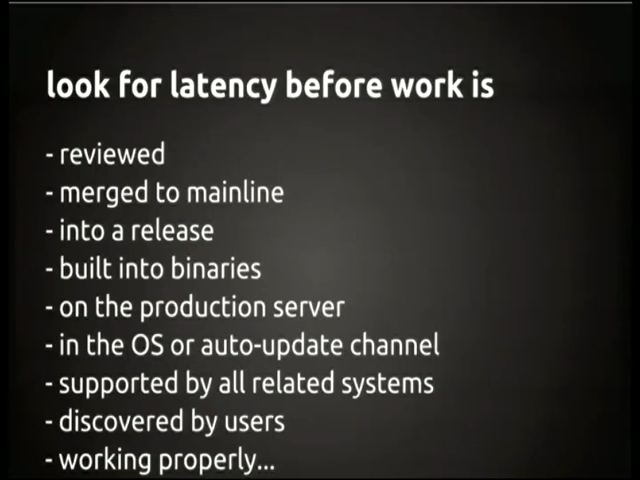 look for latency before work is
- reviewed
- merged to mainline
- into a release
- built into binaries
- on the production server
- in the OS or auto-update channel
- supported by all related systems
- discovered by users
- working properly...